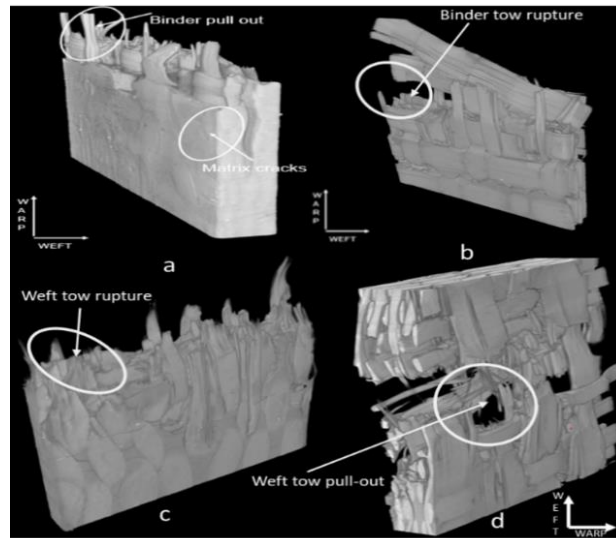 Binder pull out
Matrix cracks
WARP
WEFT
a
Binder tow rupture
WARP
WEFT
b
Weft tow rupture
c
Weft tow pull-out
d
WEFT
WARP